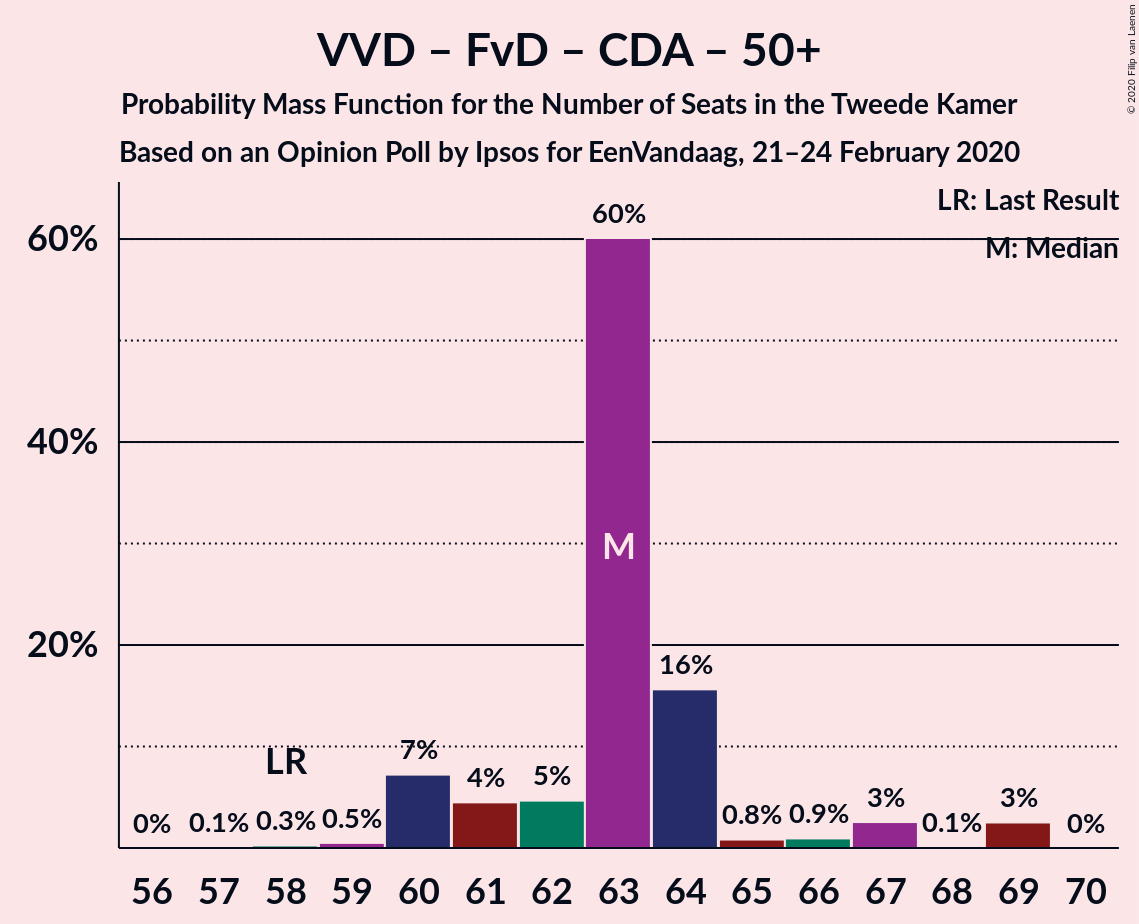 VVD – FvD – CDA – 50+
Probability Mass Function for the Number of Seats in the Tweede Kamer
Based on an Opinion Poll by Ipsos for EenVandaag, 21–24 February 2020
© 2020 Filip van Laenen
LR: Last Result
M: Median
60%
40%
20%
0%
0.1%
0.3%
0.5%
7%
4%
5%
60%
16%
0.8%
0.9%
3%
0.1%
3%
0%
LR
M
56 57 58 59 60 61 62 63 64 65 66 67 68 69 70